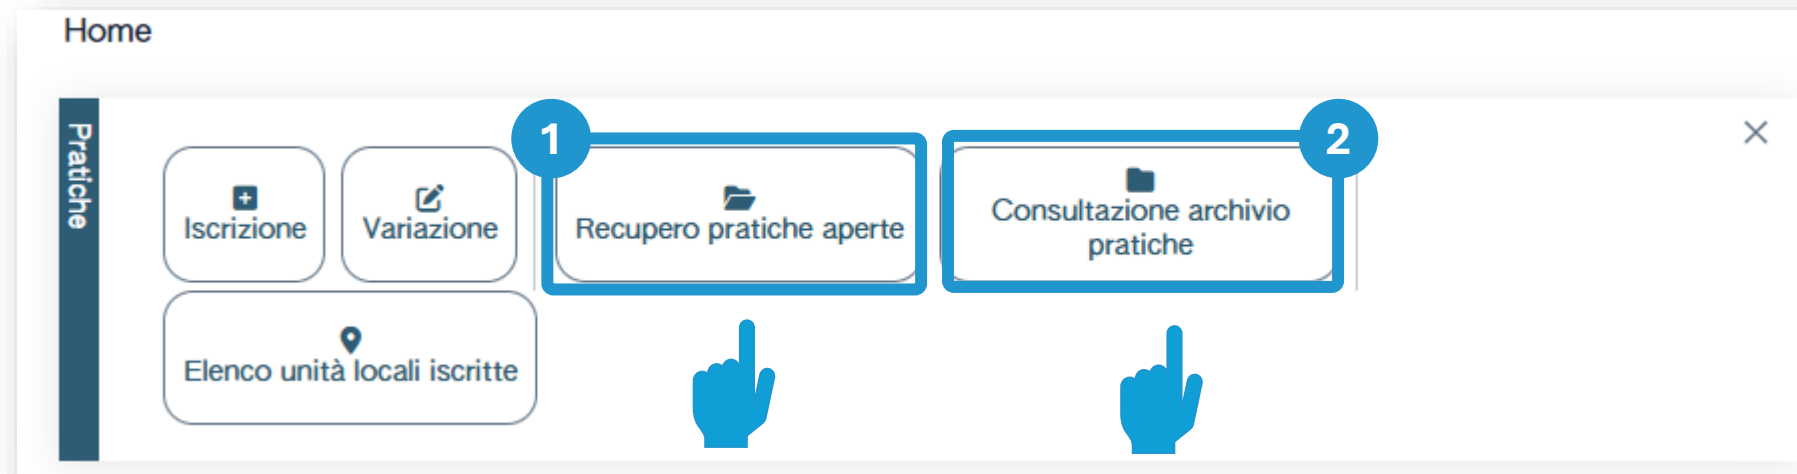 Home
Pratiche
1
2
Iscrizione
Variazione
Recupero pratiche aperte
Consultazione archivio
pratiche
Elenco unità locali iscritte